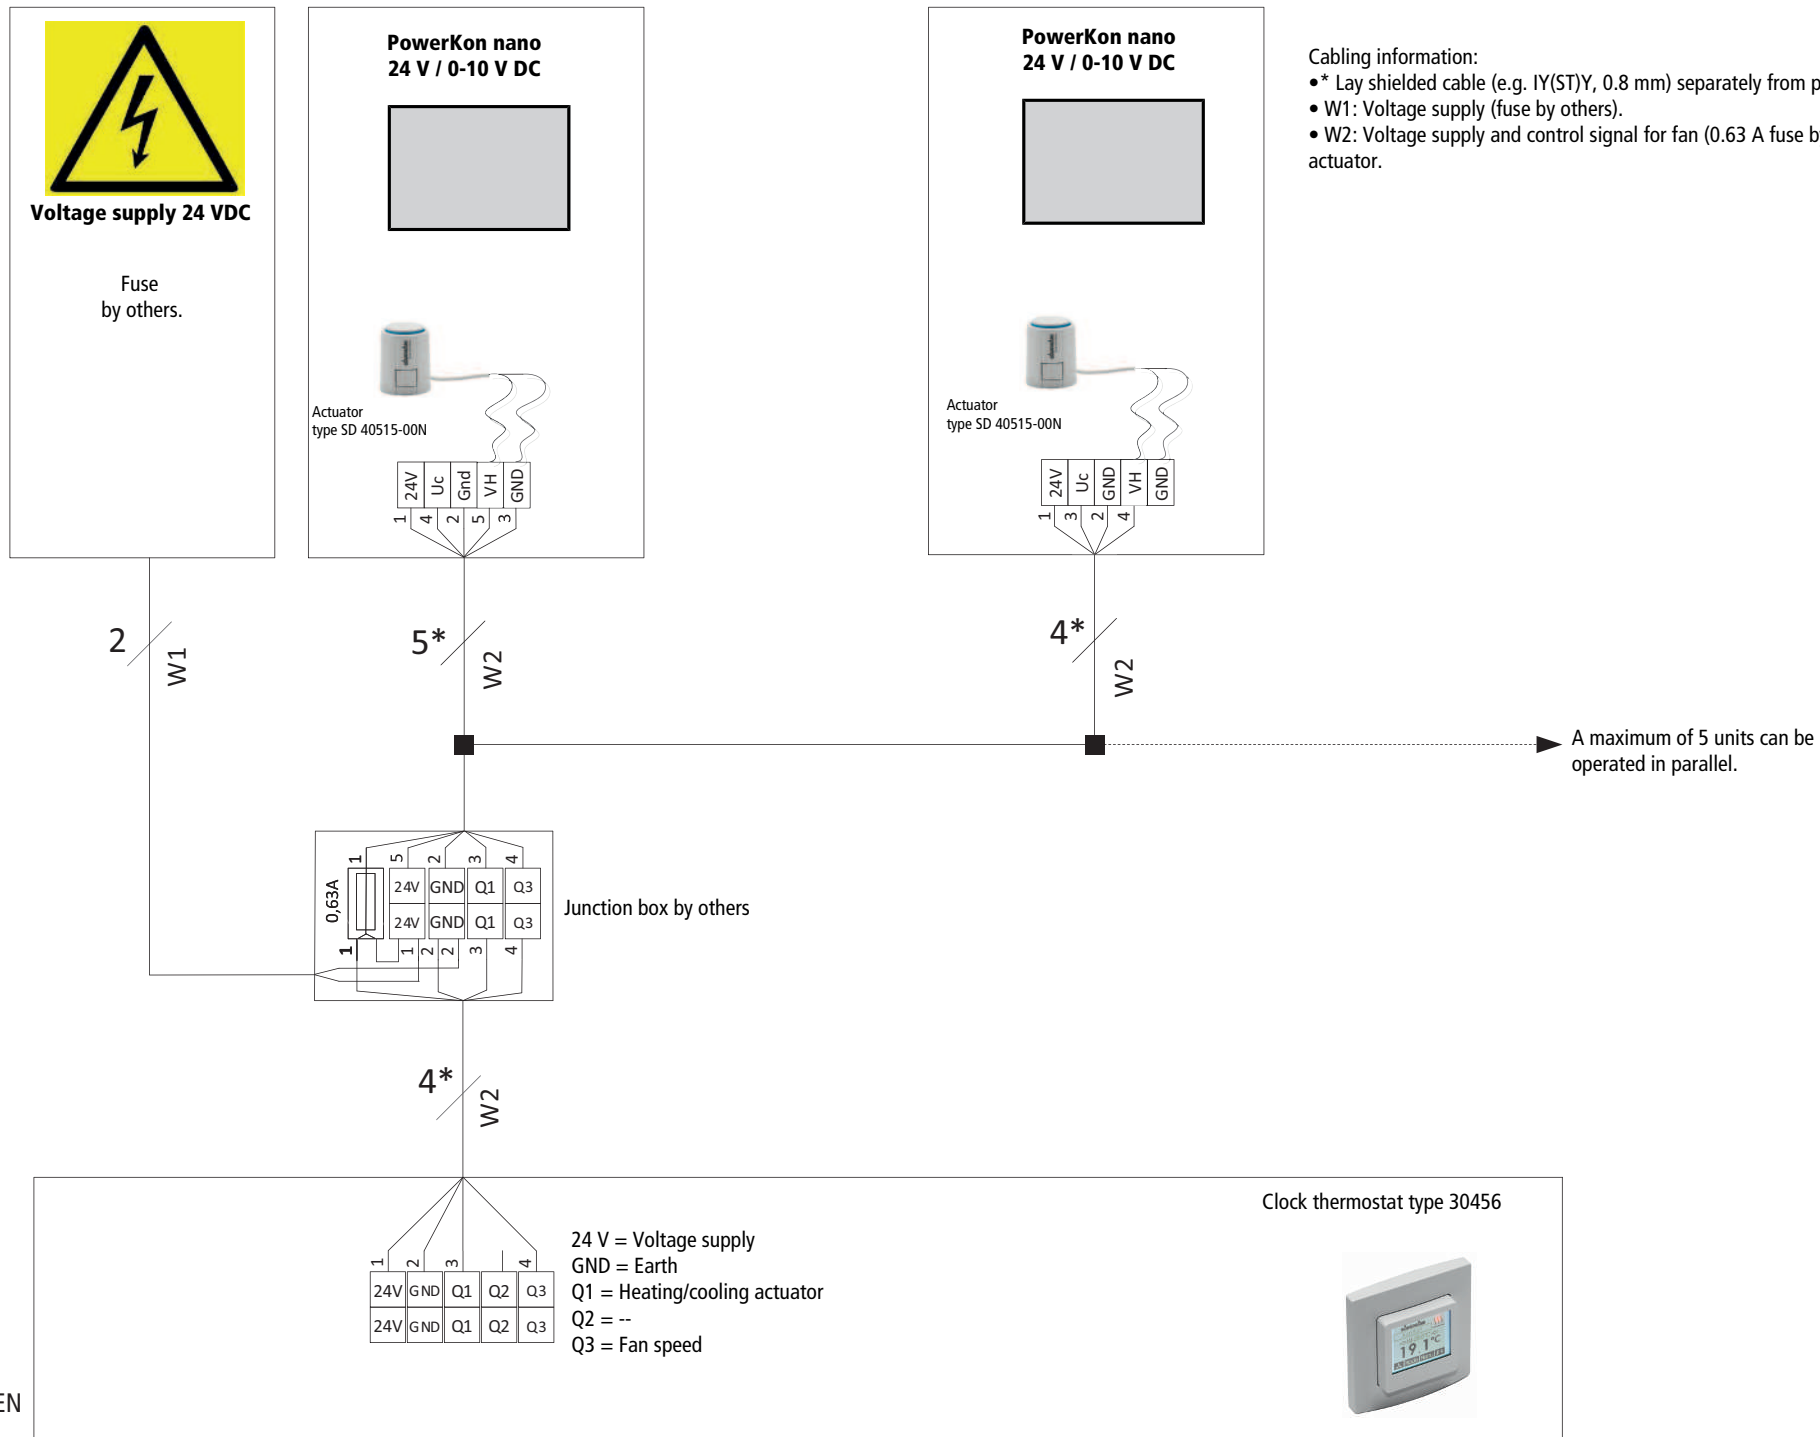 Voltage supply 24 VDC
Fuse
by others.
PowerKon nano
24 V / 0-10 V DC
Actuator
type SD 40515-00N
24V Uc Gnd VH GND
1 4 2 5 3
PowerKon nano
24 V / 0-10 V DC
Actuator
type SD 40515-00N
24V Uc GND VH GND
1 3 2 4
Cabling information:
•* Lay shielded cable (e.g. IY(ST)Y, 0.8 mm) separately from p
• W1: Voltage supply (fuse by others).
• W2: Voltage supply and control signal for fan (0.63 A fuse b
actuator.
2
W1
5*
W2
4*
W2
A maximum of 5 units can be
operated in parallel.
1 5 2 3 4
0,63A
24V GND Q1 Q3
24V GND Q1 Q3
1 1 2 2 3 4
Junction box by others
4*
W2
1 2 3 4
24V GND Q1 Q2 Q3
24V GND Q1 Q2 Q3
24 V = Voltage supply
GND = Earth
Q1 = Heating/cooling actuator
Q2 = --
Q3 = Fan speed
Clock thermostat type 30456
19.1°C
EN